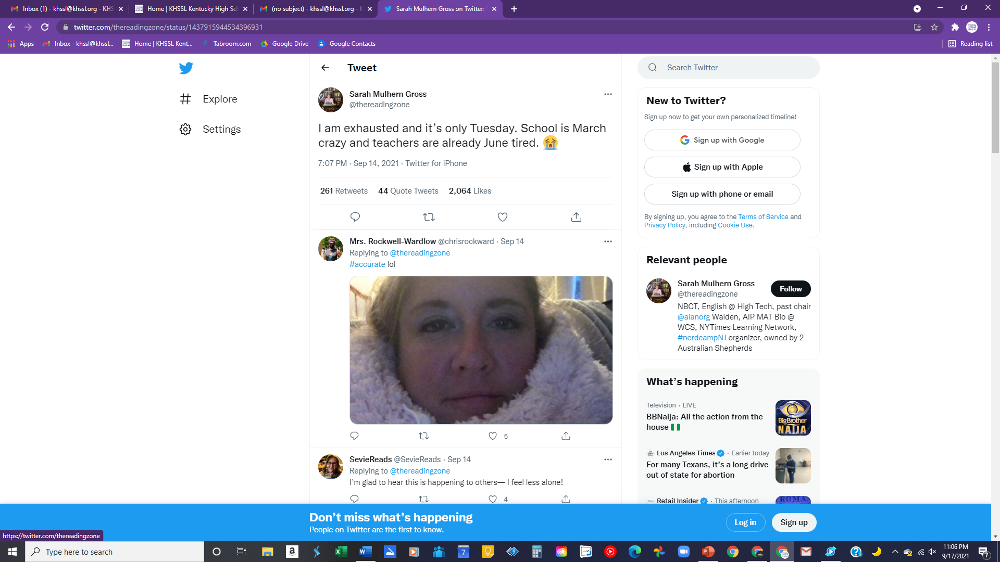 Inbox (1) - khssl@khssl.org - KHS
Home | KHSSL Kentucky High Sch
(no subject) - khssl@khssl.org - K
Sarah Mulhern Gross on Twitter:
twitter.com/thereadingzone/status/1437915944534396931
Apps
Inbox - khssl@khssl...
Home | KHSSL Kent...
Tabroom.com
Google Drive
Google Contacts
Reading list
Explore
Settings
Tweet
Sarah Mulhern Gross
@thereadingzone
I am exhausted and it’s only Tuesday. School is March
crazy and teachers are already June tired. 😭
7:07 PM · Sep 14, 2021 · Twitter for iPhone
261 Retweets 44 Quote Tweets 2,064 Likes
Mrs. Rockwell-Wardlow @chrisrockward · Sep 14
Replying to @thereadingzone
#accurate lol
5
SevieReads @SevieReads · Sep 14
Replying to @thereadingzone
I’m glad to hear this is happening to others— I feel less alone!
4
Search Twitter
New to Twitter?
Sign up now to get your own personalized timeline!
Sign up with Google
Sign up with Apple
Sign up with phone or email
By signing up, you agree to the Terms of Service and
Privacy Policy, including Cookie Use.
Relevant people
Sarah Mulhern Gross
@thereadingzone
Follow
NBCT, English @ High Tech, past chair
@alanorg Walden, AIP MAT Bio @
WCS, NYTimes Learning Network,
#nerdcampNJ organizer, owned by 2
Australian Shepherds
What’s happening
Television · LIVE
BBNaija: All the action from the
house 🇳🇬
BigBrother
NAIJA
Los Angeles Times · Earlier today
For many Texans, it’s a long drive
out of state for abortion
Retail Insider · This afternoon
ROMA.
Don’t miss what’s happening
People on Twitter are the first to know.
Log in
Sign up
https://twitter.com/thereadingzone
Type here to search
11:06 PM
9/17/2021
7